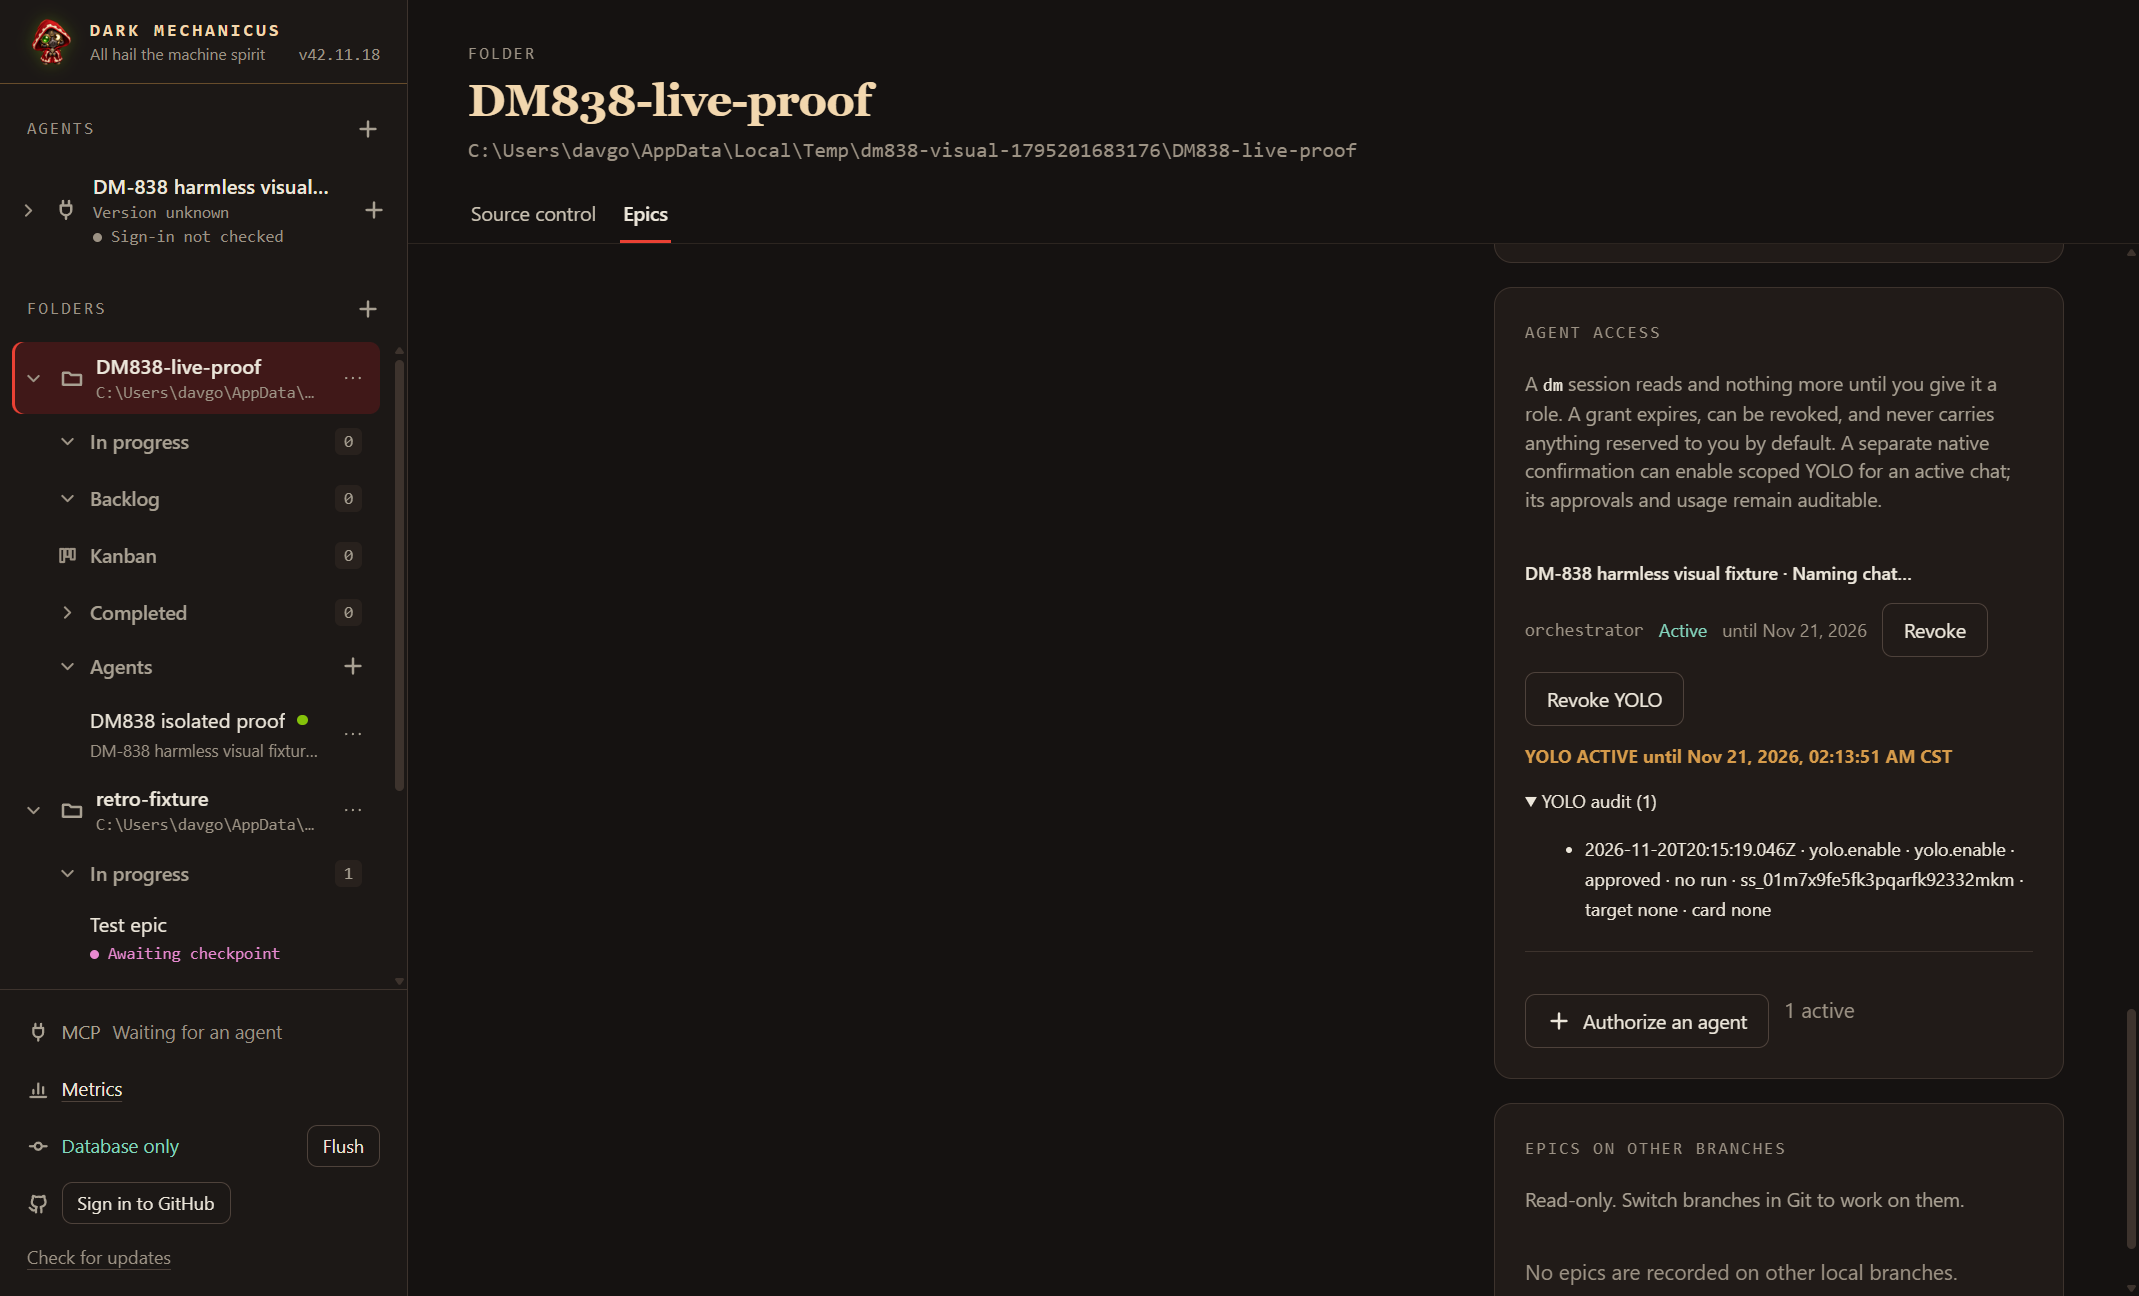 DARK MECHANICUS
All hail the machine spirit v42.11.18
AGENTS
DM-838 harmless visual...
Version unknown
Sign-in not checked
FOLDERS
DM838-live-proof
C:\Users\davgo\AppData\…
In progress 0
Backlog 0
Kanban 0
Completed 0
Agents
DM838 isolated proof
DM-838 harmless visual fixtur...
retro-fixture
C:\Users\davgo\AppData\…
In progress 1
Test epic
Awaiting checkpoint
MCP Waiting for an agent
Metrics
Database only Flush
Sign in to GitHub
Check for updates
FOLDER
DM838-live-proof
C:\Users\davgo\AppData\Local\Temp\dm838-visual-1795201683176\DM838-live-proof
Source control Epics
AGENT ACCESS
A dm session reads and nothing more until you give it a
role. A grant expires, can be revoked, and never carries
anything reserved to you by default. A separate native
confirmation can enable scoped YOLO for an active chat;
its approvals and usage remain auditable.
DM-838 harmless visual fixture · Naming chat...
orchestrator Active until Nov 21, 2026 Revoke
Revoke YOLO
YOLO ACTIVE until Nov 21, 2026, 02:13:51 AM CST
▼ YOLO audit (1)
• 2026-11-20T20:15:19.046Z · yolo.enable · yolo.enable ·
approved · no run · ss_01m7x9fe5fk3pqarfk92332mkm ·
target none · card none
Authorize an agent 1 active
EPICS ON OTHER BRANCHES
Read-only. Switch branches in Git to work on them.
No epics are recorded on other local branches.